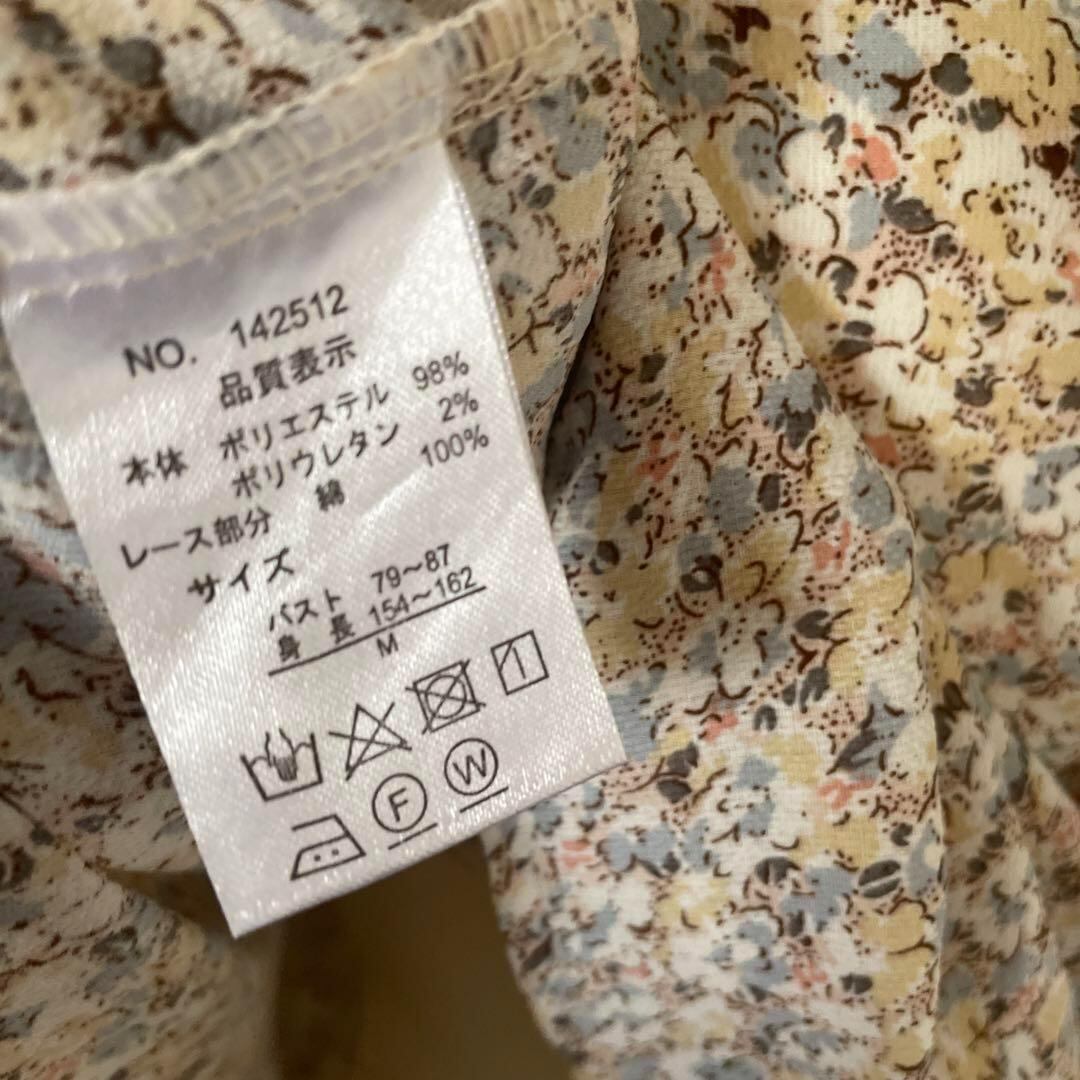 NO. 142512
品質表示
本体 ポリエステル 98%
ポリウレタン 2%
レース部分 綿 100%
サイズ
バスト 79～87
身長 154～162
M
F W